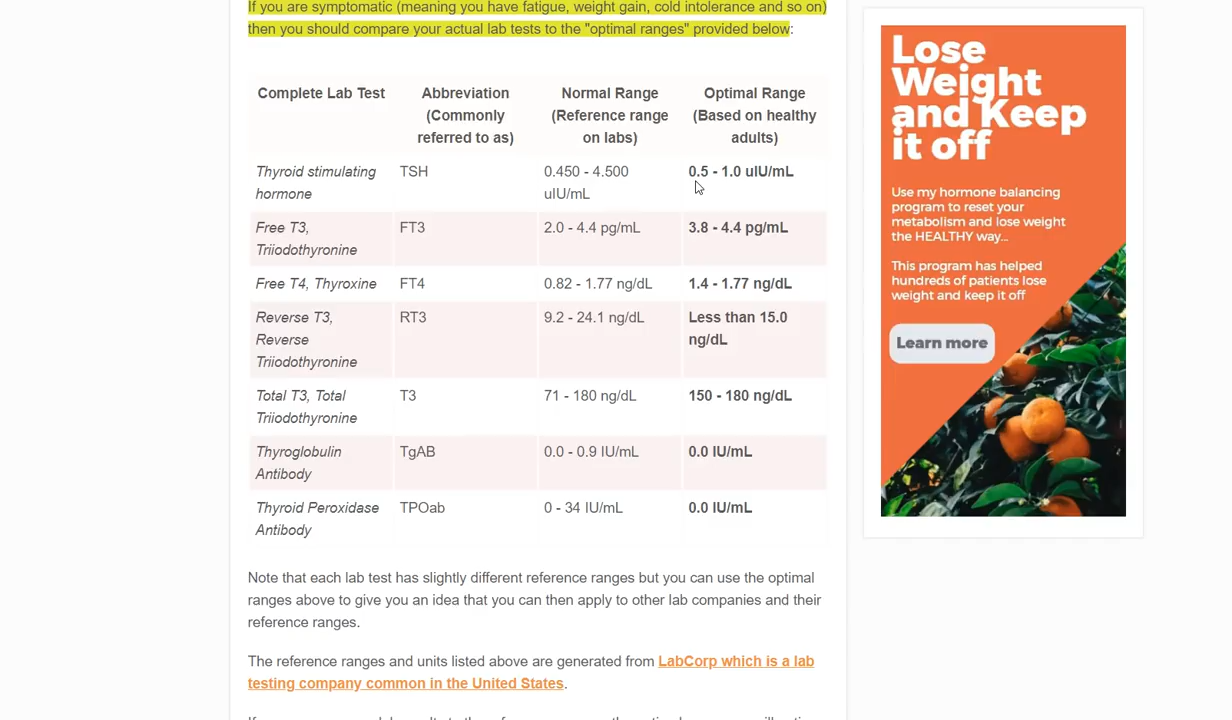 If you are symptomatic (meaning you have fatigue, weight gain, cold intolerance and so on)
then you should compare your actual lab tests to the "optimal ranges" provided below:
Complete Lab Test
Abbreviation
(Commonly
referred to as)
Normal Range
(Reference range
on labs)
Optimal Range
(Based on healthy
adults)
Thyroid stimulating
hormone
TSH
0.450 - 4.500
uIU/mL
0.5 - 1.0 uIU/mL
Free T3,
Triiodothyronine
FT3
2.0 - 4.4 pg/mL
3.8 - 4.4 pg/mL
Free T4, Thyroxine
FT4
0.82 - 1.77 ng/dL
1.4 - 1.77 ng/dL
Reverse T3,
Reverse
Triiodothyronine
RT3
9.2 - 24.1 ng/dL
Less than 15.0
ng/dL
Total T3, Total
Triiodothyronine
T3
71 - 180 ng/dL
150 - 180 ng/dL
Thyroglobulin
Antibody
TgAB
0.0 - 0.9 IU/mL
0.0 IU/mL
Thyroid Peroxidase
Antibody
TPOab
0 - 34 IU/mL
0.0 IU/mL
Note that each lab test has slightly different reference ranges but you can use the optimal
ranges above to give you an idea that you can then apply to other lab companies and their
reference ranges.
The reference ranges and units listed above are generated from LabCorp which is a lab
testing company common in the United States.
Lose
Weight
and Keep
it off
Use my hormone balancing
program to reset your
metabolism and lose weight
the HEALTHY way...
This program has helped
hundreds of patients lose
weight and keep it off
Learn more